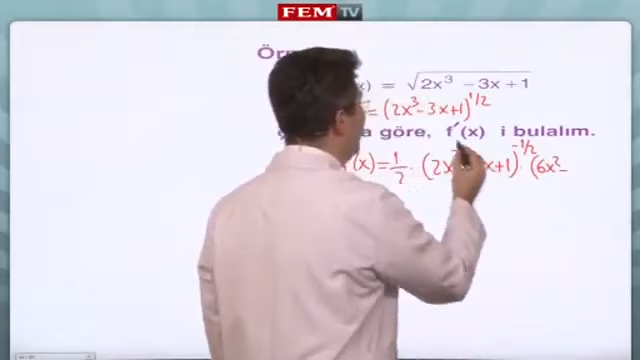 FEM TV
x) = √2x³ - 3x + 1
= (2x³ - 3x + 1)^1/2
göre, f′(x) i bulalım.
(x) = 1/2 · (2x x + 1)^-1/2 · (6x² -